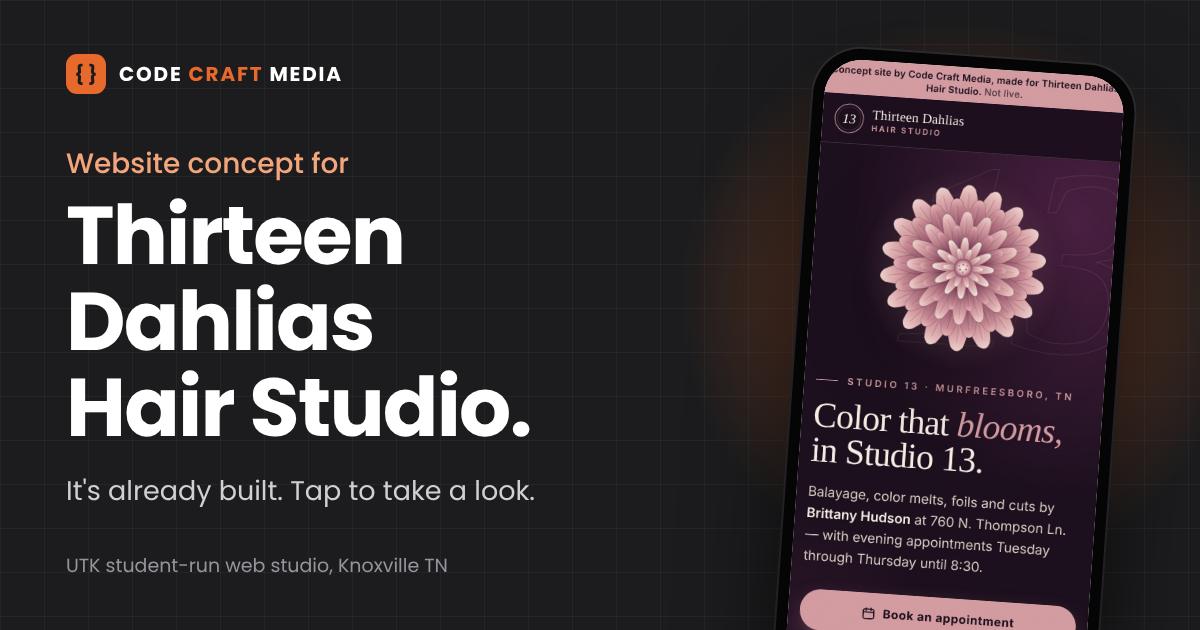 { }
CODE CRAFT MEDIA
Website concept for
Thirteen
Dahlias
Hair Studio.
It's already built. Tap to take a look.
UTK student-run web studio, Knoxville TN
Concept site by Code Craft Media, made for Thirteen Dahlias
Hair Studio. Not live.
13
Thirteen Dahlias
HAIR STUDIO
13
STUDIO 13 · MURFREESBORO, TN
Color that blooms,
in Studio 13.
Balayage, color melts, foils and cuts by
Brittany Hudson at 760 N. Thompson Ln.
— with evening appointments Tuesday
through Thursday until 8:30.
Book an appointment